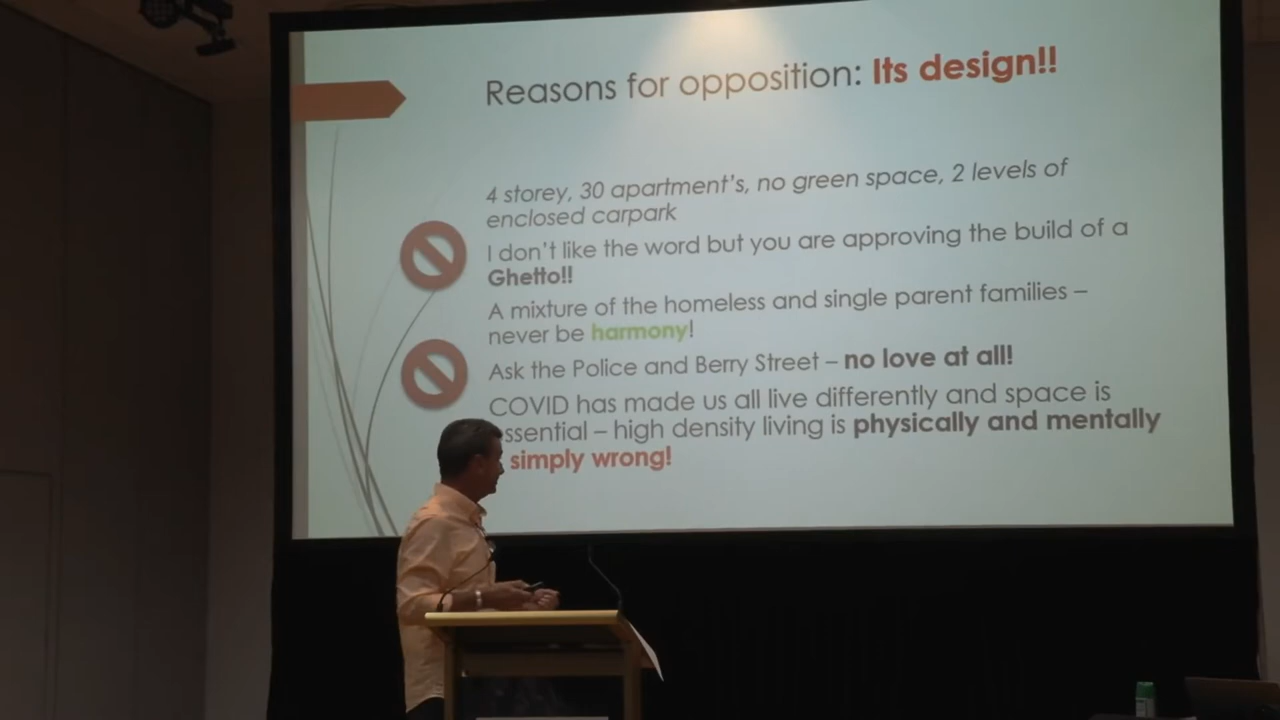 Reasons for opposition: Its design!!
4 storey, 30 apartment's, no green space, 2 levels of
enclosed carpark
I don't like the word but you are approving the build of a
Ghetto!!
A mixture of the homeless and single parent families –
never be harmony!
Ask the Police and Berry Street – no love at all!
COVID has made us all live differently and space is
ssential – high density living is physically and mentally
simply wrong!